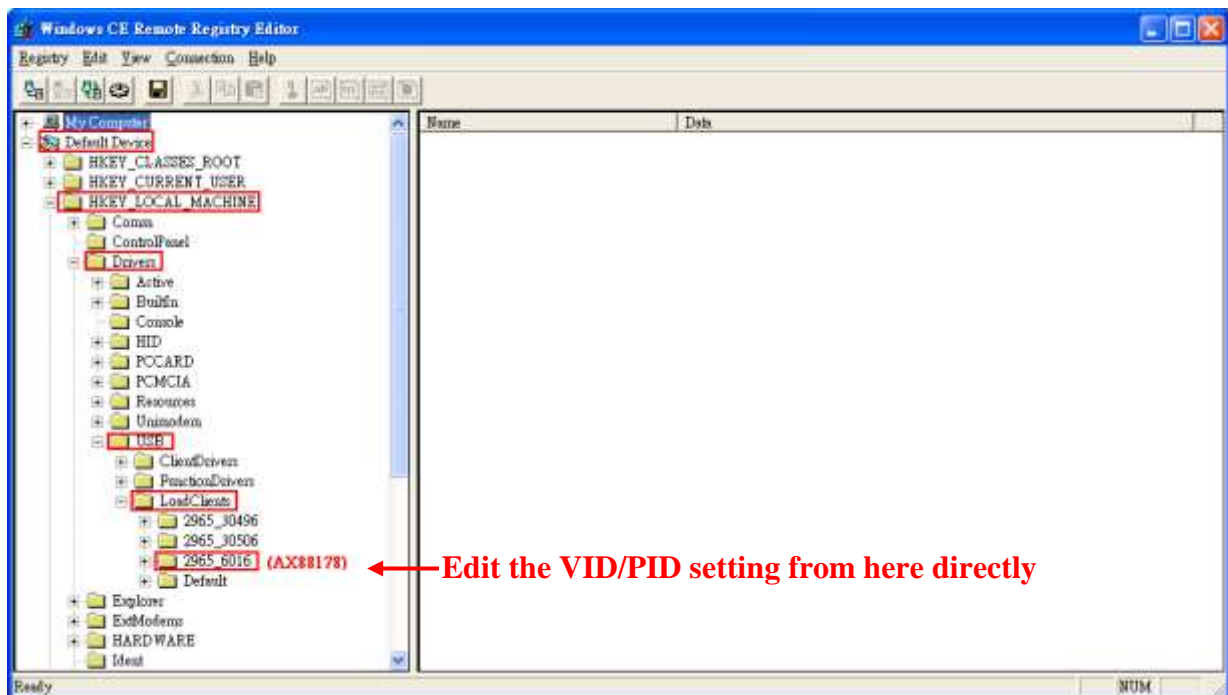 Windows CE Remote Registry Editor
Registry Edit View Connection Help
Name Data
My Computer
Default Device
HKEY_CLASSES_ROOT
HKEY_CURRENT_USER
HKEY_LOCAL_MACHINE
Comm
ControlPanel
Drivers
Active
BuiltIn
Console
HID
PCCARD
PCMCIA
Resources
Unimodem
USB
ClientDrivers
FunctionDrivers
LoadClients
2965_30496
2965_30506
2965_6016 (AX88178) Edit the VID/PID setting from here directly
Default
Explorer
ExtModems
HARDWARE
Ident
Ready NUM